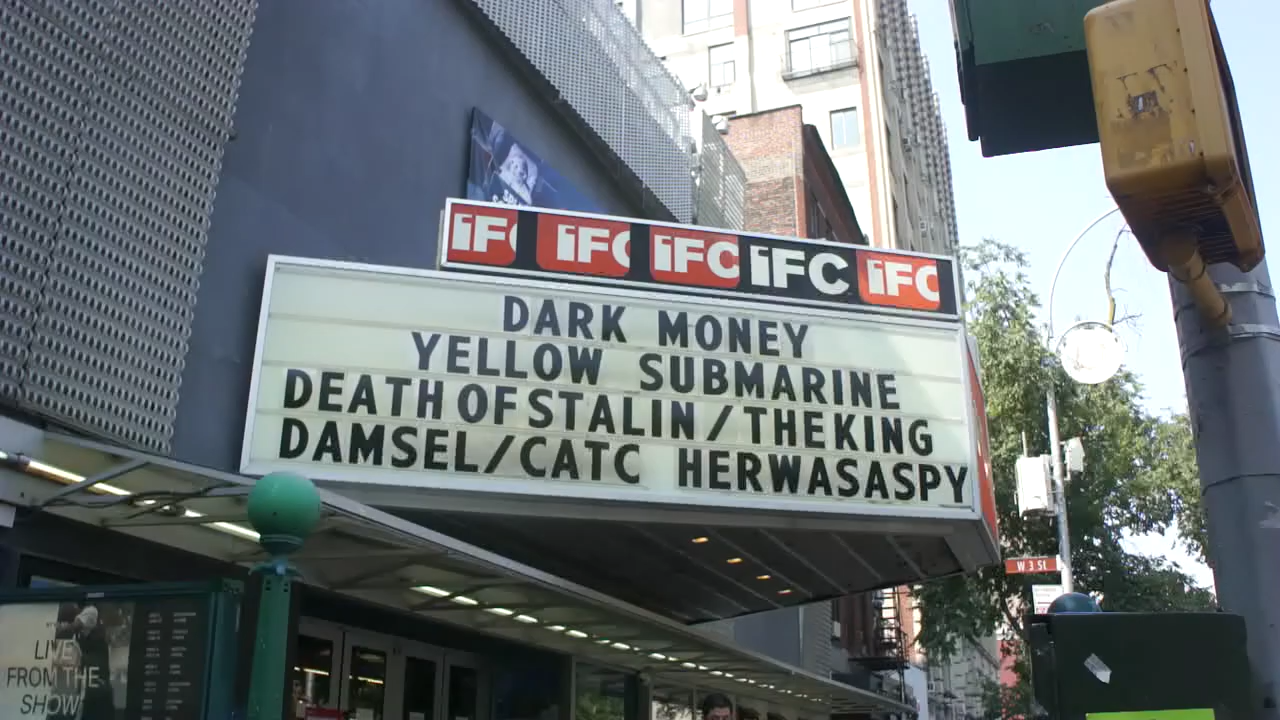 iFC iFC iFC iFC iFC
DARK MONEY
YELLOW SUBMARINE
DEATH OF STALIN / THE KING
DAMSEL/CATC HERWASASPY
W 3 St
LIVE
FROM THE
SHOW